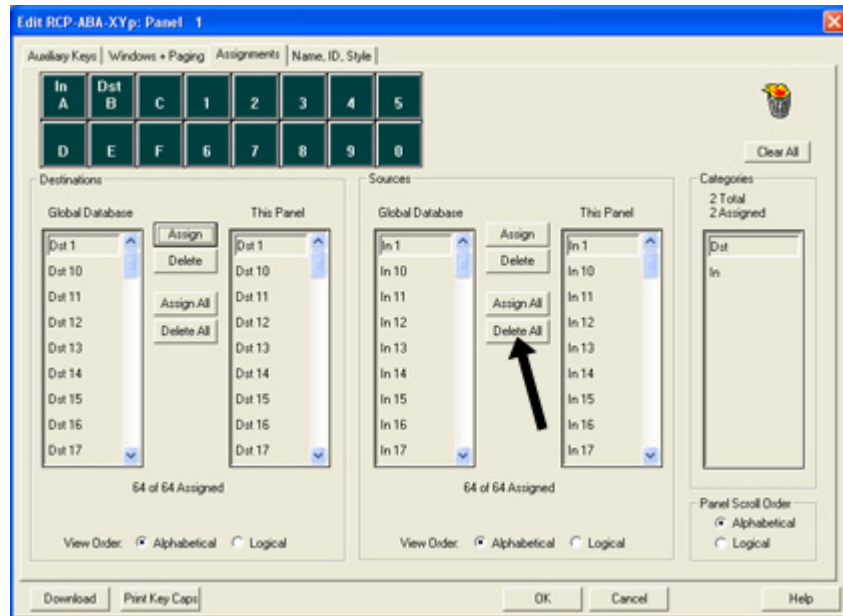 Edit RCP-ABA-XYp: Panel 1
Auxiliary Keys Windows + Paging Assignments Name, ID, Style
In Dst
A B C 1 2 3 4 5
D E F 6 7 8 9 0
Clear All
Destinations Sources Categories
2 Total
2 Assigned
Global Database This Panel Global Database This Panel
Dst 1 Assign Dst 1 In 1 Assign In 1 Dst
Dst 10 Delete Dst 10 In 10 Delete In 10 In
Dst 11 Assign All Dst 11 In 11 Assign All In 11
Dst 12 Delete All Dst 12 In 12 Delete All In 12
Dst 13 Dst 13 In 13 In 13
Dst 14 Dst 14 In 14 In 14
Dst 15 Dst 15 In 15 In 15
Dst 16 Dst 16 In 16 In 16
Dst 17 Dst 17 In 17 In 17
64 of 64 Assigned 64 of 64 Assigned
Panel Scroll Order
Alphabetical
Logical
View Order: Alphabetical Logical View Order: Alphabetical Logical
Download Print Key Caps OK Cancel Help